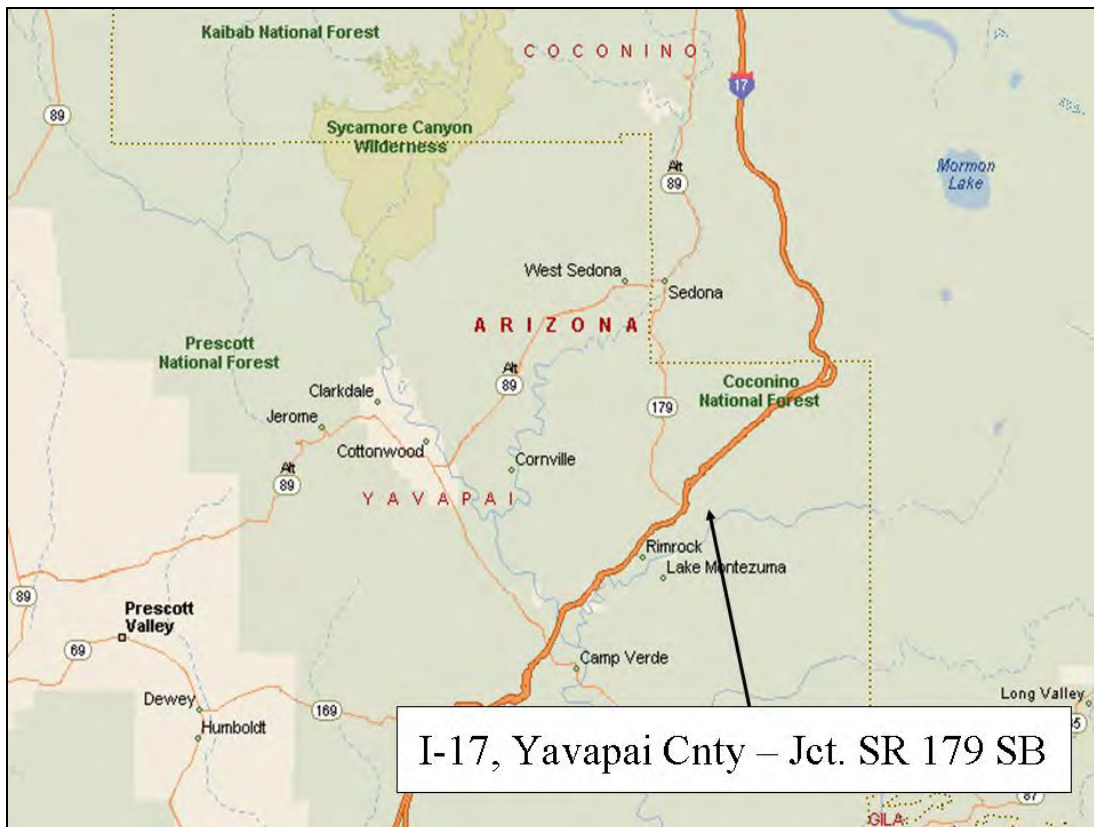 Kaibab National Forest
COCONINO
17
89
Sycamore Canyon
Wilderness
Mormon
Lake
Alt
89
West Sedona
Sedona
ARIZONA
Prescott
National Forest
Alt
89
Coconino
National Forest
Clarkdale
179
Jerome
Cottonwood
Cornville
Alt
89
YAVAPAI
Rimrock
Lake Montezuma
89
Prescott
Valley
69
Camp Verde
Dewey
169
Long Valley
Humboldt
I-17, Yavapai Cnty – Jct. SR 179 SB
87
GILA